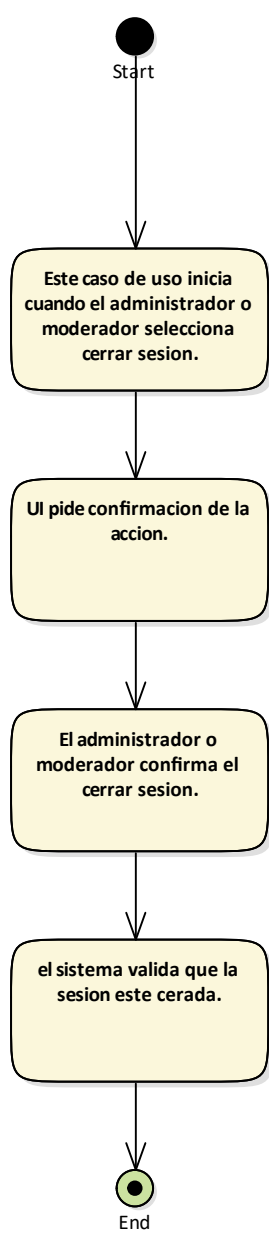 Start
Este caso de uso inicia
cuando el administrador o
moderador selecciona
cerrar sesion.
UI pide confirmacion de la
accion.
El administrador o
moderador confirma el
cerrar sesion.
el sistema valida que la
sesion este cerada.
End